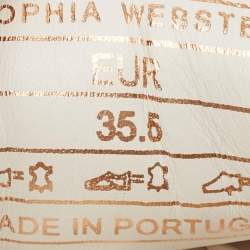 OPHIA WEBSTE
EUR
35.5
ADE IN PORTUG